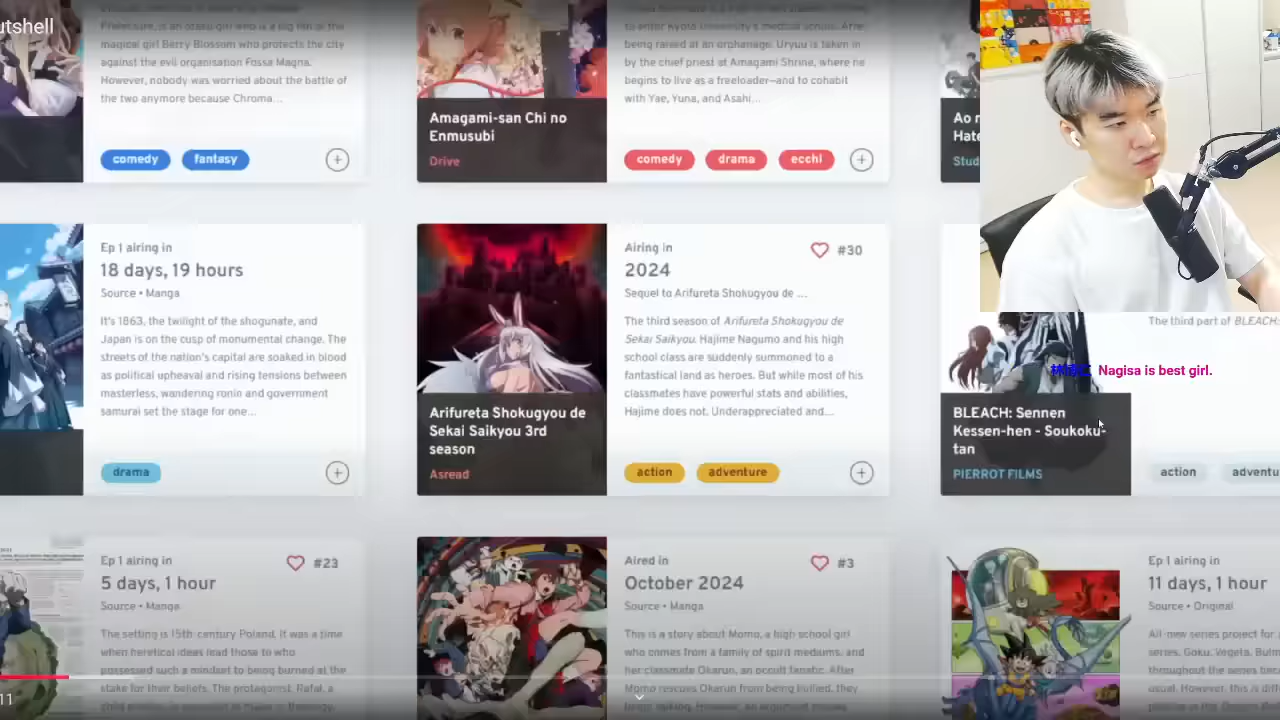 utshell
Prefecture, is an otaku girl who is a big fan of the
magical girl Berry Blossom who protects the city
against the evil organisation Fossa Magna.
However, nobody was worried about the battle of
the two anymore because Chroma...
comedy
fantasy
Amagami-san Chi no
Enmusubi
Drive
to enter Kyoto University's medical school. After
being raised at an orphanage, Uryuu is taken in
by the chief priest at Amagami Shrine, where he
begins to live as a freeloader—and to cohabit
with Yae, Yuna, and Asahi...
comedy
drama
ecchi
Ao
Hate
Stud
Ep 1 airing in
18 days, 19 hours
Source • Manga
It's 1863, the twilight of the shogunate, and
Japan is on the cusp of monumental change. The
streets of the nation's capital are soaked in blood
as political upheaval and rising tensions between
masterless, wandering ronin and government
samurai set the stage for one...
drama
Arifureta Shokugyou de
Sekai Saikyou 3rd
season
Asread
Airing in
#30
2024
Sequel to Arifureta Shokugyou de ...
The third season of Arifureta Shokugyou de
Sekai Saikyou. Hajime Nagumo and his high
school class are suddenly summoned to a
fantastical land as heroes. But while most of his
classmates have powerful stats and abilities,
Hajime does not. Underappreciated and...
action
adventure
The third part of BLEACH:
Nagisa is best girl.
BLEACH: Sennen
Kessen-hen - Soukoku-
tan
PIERROT FILMS
action
adventu
Ep 1 airing in
#23
5 days, 1 hour
Source • Manga
The setting is 15th century Poland. It was a time
when heretical ideas lead those to who
possessed such a mindset to being burned at the
stake for their beliefs. The protagonist, Rafal, a
Aired in
#3
October 2024
Source • Manga
This is a story about Momo, a high school girl
who comes from a family of spirit mediums, and
her classmate Okarun, an occult fanatic. After
Momo rescues Okarun from being bullied, they
Ep 1 airing in
11 days, 1 hour
Source • Original
All-new series project for
series. Goku, Vegeta, Bulm
throughout the series
usual. However, this is diff
11